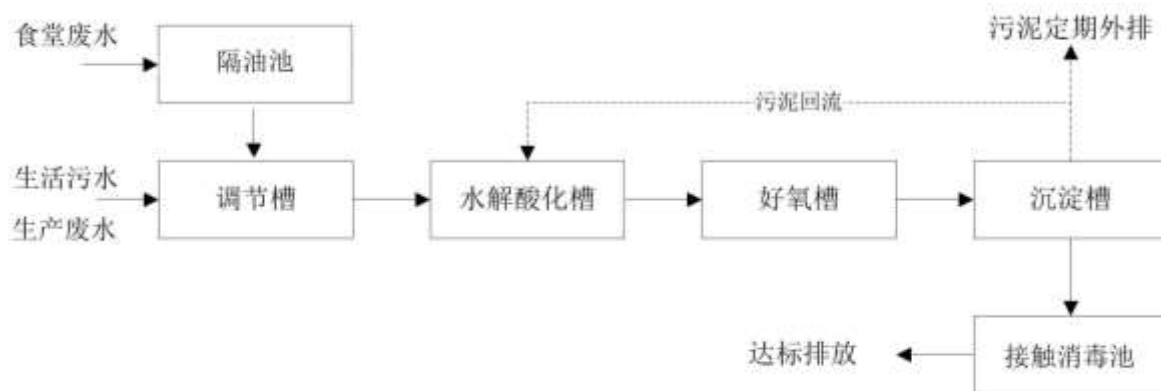 食堂废水
隔油池
污泥定期外排
污泥回流
生活污水
生产废水
调节槽
水解酸化槽
好氧槽
沉淀槽
达标排放
接触消毒池